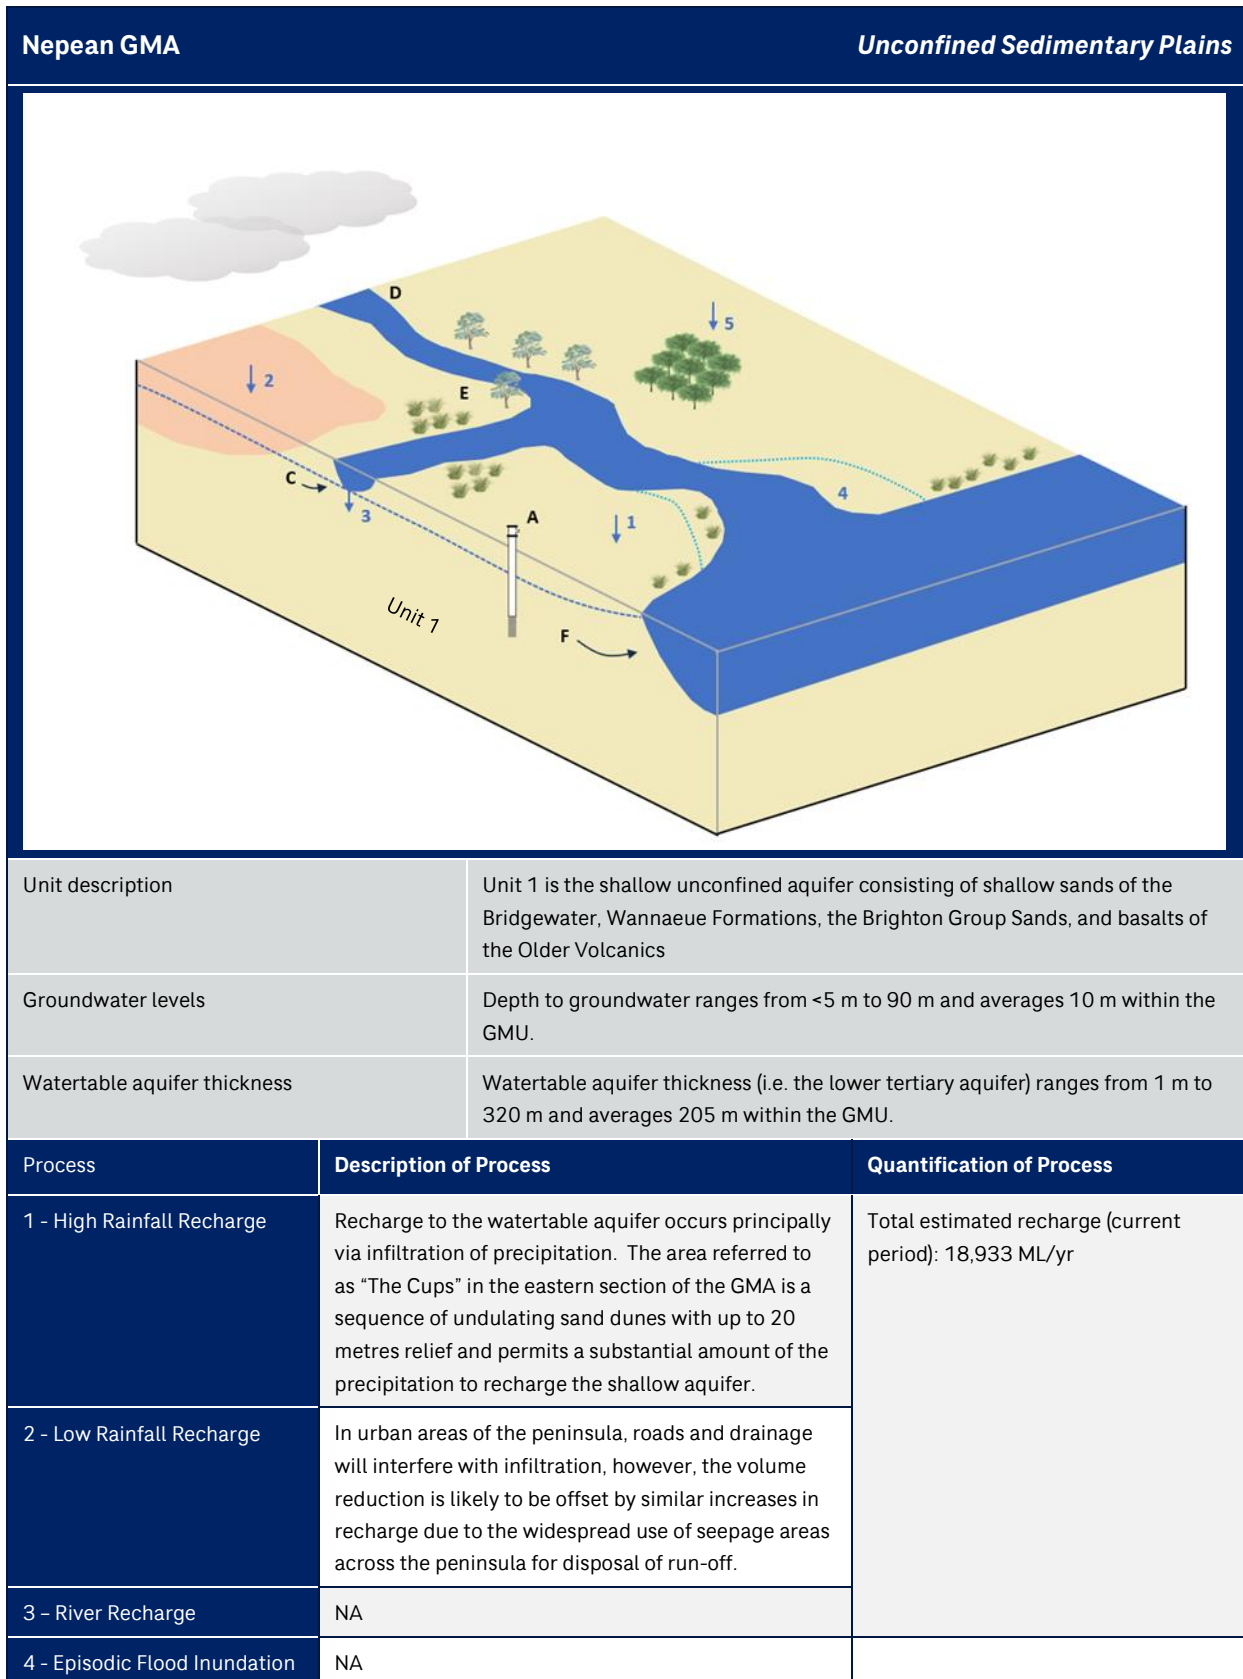 Nepean GMA
Unconfined Sedimentary Plains
D
5
2
E
C
3
A
1
4
Unit 1
F
Unit description
Unit 1 is the shallow unconfined aquifer consisting of shallow sands of the
Bridgewater, Wannaeue Formations, the Brighton Group Sands, and basalts of
the Older Volcanics
Groundwater levels
Depth to groundwater ranges from <5 m to 90 m and averages 10 m within the
GMU.
Watertable aquifer thickness
Watertable aquifer thickness (i.e. the lower tertiary aquifer) ranges from 1 m to
320 m and averages 205 m within the GMU.
Process
Description of Process
Quantification of Process
1 - High Rainfall Recharge
Recharge to the watertable aquifer occurs principally
via infiltration of precipitation. The area referred to
as “The Cups” in the eastern section of the GMA is a
sequence of undulating sand dunes with up to 20
metres relief and permits a substantial amount of the
precipitation to recharge the shallow aquifer.
Total estimated recharge (current
period): 18,933 ML/yr
2 - Low Rainfall Recharge
In urban areas of the peninsula, roads and drainage
will interfere with infiltration, however, the volume
reduction is likely to be offset by similar increases in
recharge due to the widespread use of seepage areas
across the peninsula for disposal of run-off.
3 – River Recharge
NA
4 - Episodic Flood Inundation
NA